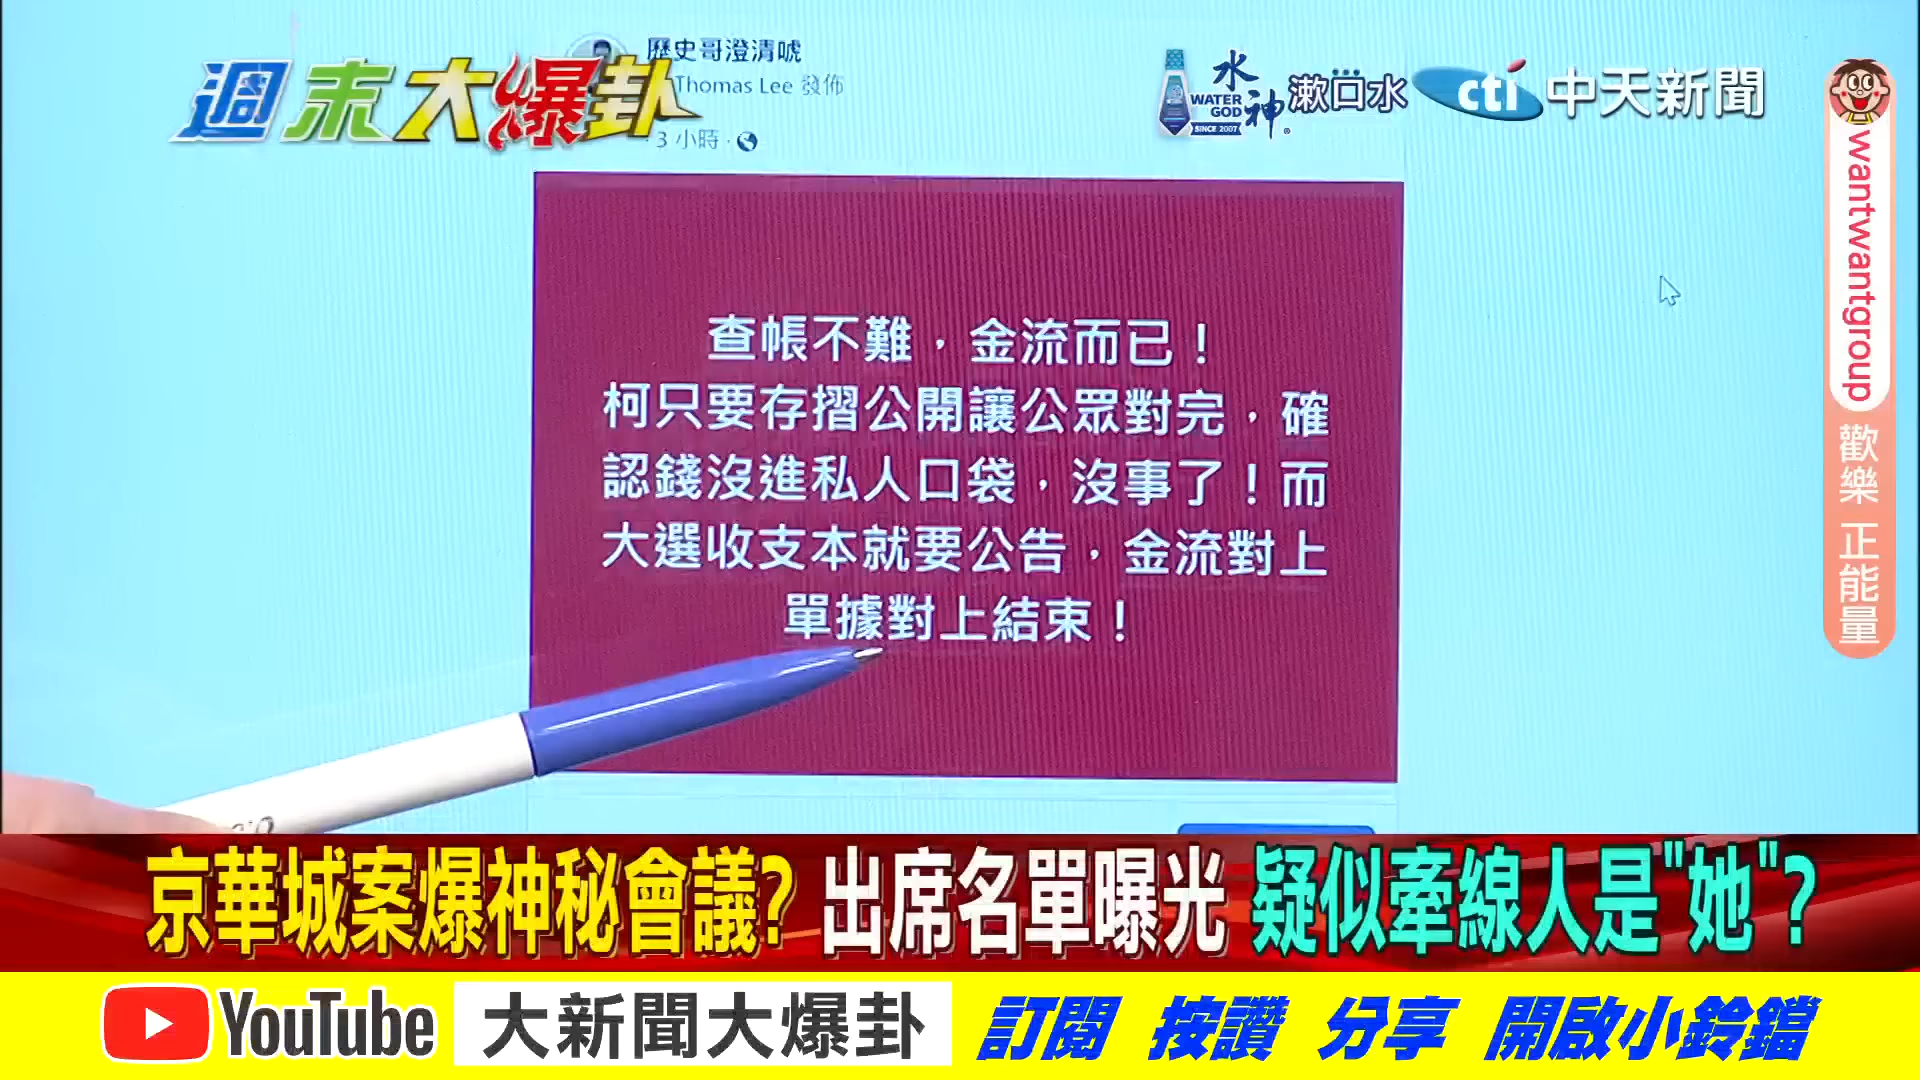 歷史哥澄清唬
Thomas Lee 發佈
3 小時
週末大爆卦
水神
WATER GOD
SINCE 2007
漱口水
cti 中天新聞
wantwantgroup
歡樂 正能量
查帳不難，金流而已！
柯只要存摺公開讓公眾對完，確
認錢沒進私人口袋，沒事了！而
大選收支本就要公告，金流對上
單據對上結束！
京華城案爆神秘會議? 出席名單曝光 疑似牽線人是"她"?
YouTube 大新聞大爆卦 訂閱 按讚 分享 開啟小鈴鐺